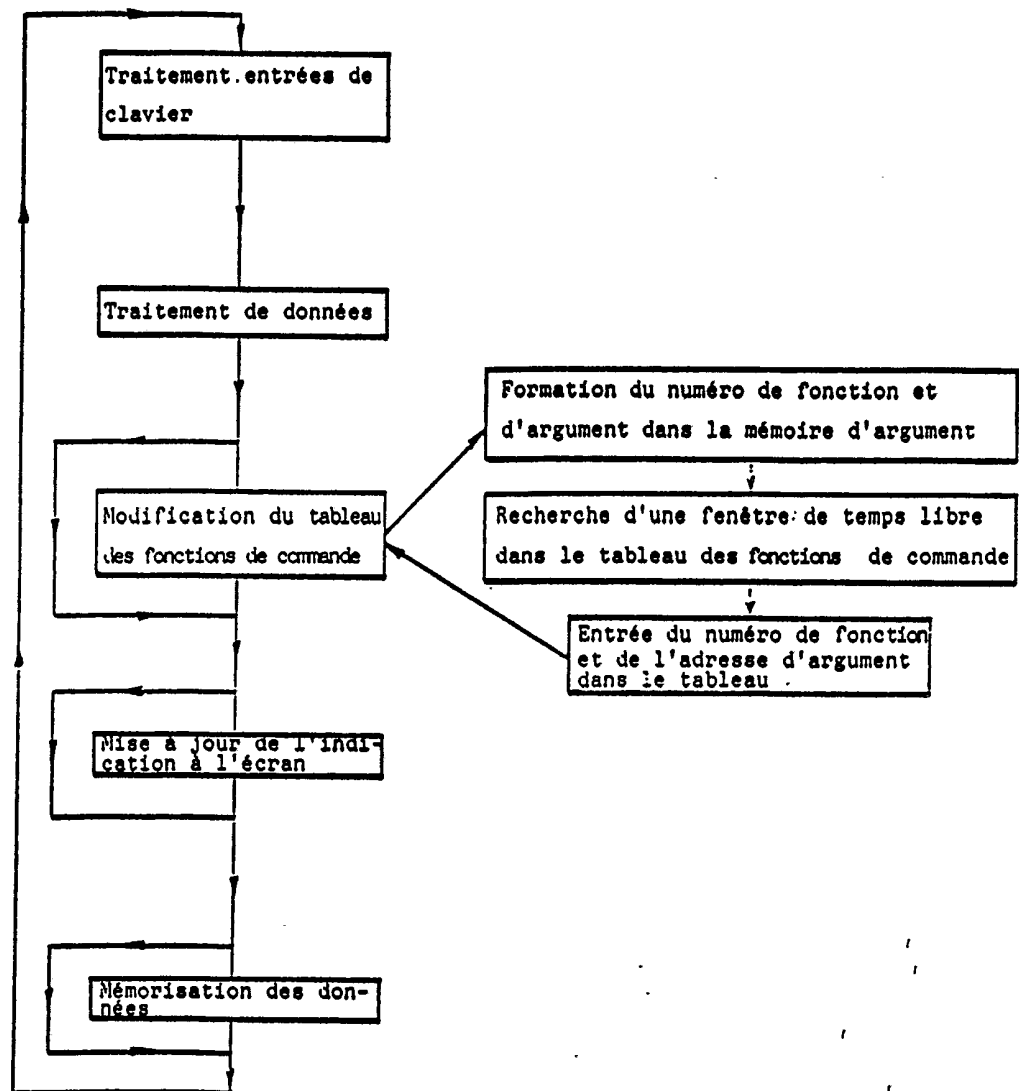 Traitement.entrées de
clavier
Traitement de données
Modification du tableau
des fonctions de commande
Formation du numéro de fonction et
d'argument dans la mémoire d'argument
Recherche d'une fenêtre de temps libre
dans le tableau des fonctions de commande
Entrée du numéro de fonction
et de l'adresse d'argument
dans le tableau .
Mise à jour de l'indi-
cation à l'écran
Mémorisation des don-
nées